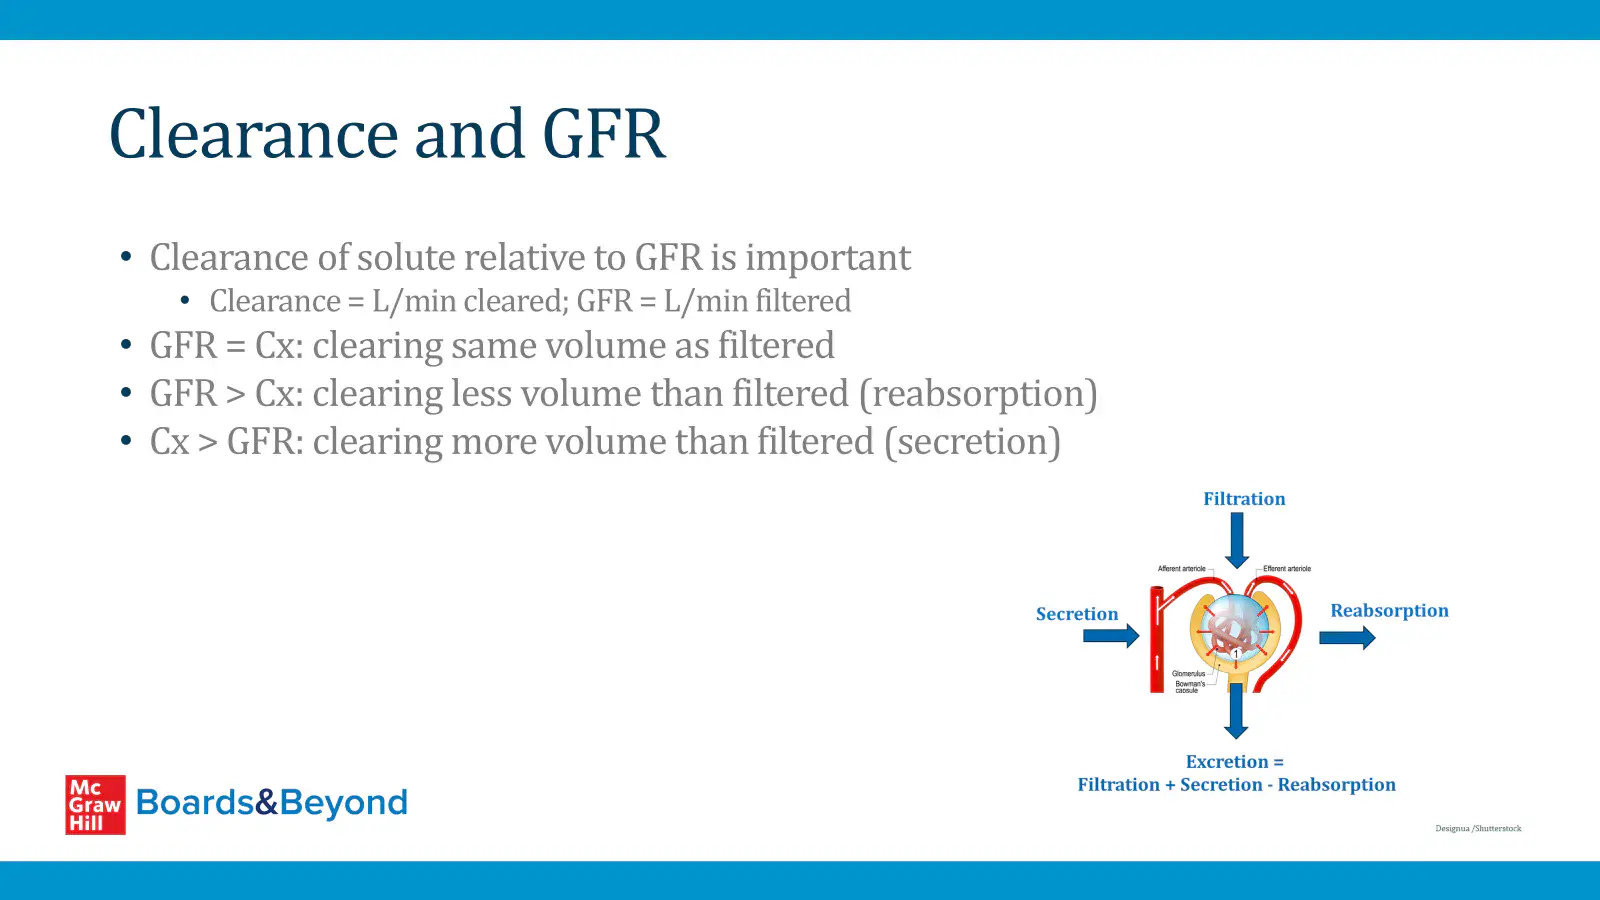 Clearance and GFR
• Clearance of solute relative to GFR is important
• Clearance = L/min cleared; GFR = L/min filtered
• GFR = Cx: clearing same volume as filtered
• GFR > Cx: clearing less volume than filtered (reabsorption)
• Cx > GFR: clearing more volume than filtered (secretion)
Filtration
Afferent arteriole
Efferent arteriole
Secretion
Reabsorption
1
Glomerulus
Bowman's
capsule
Excretion =
Filtration + Secretion - Reabsorption
Mc
Graw
Hill
Boards&Beyond
Designua /Shutterstock